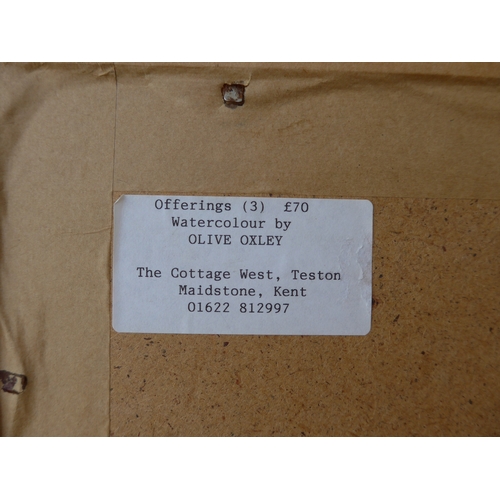 Offerings (3) £70
Watercolour by
OLIVE OXLEY
The Cottage West, Teston
Maidstone, Kent
01622 812997